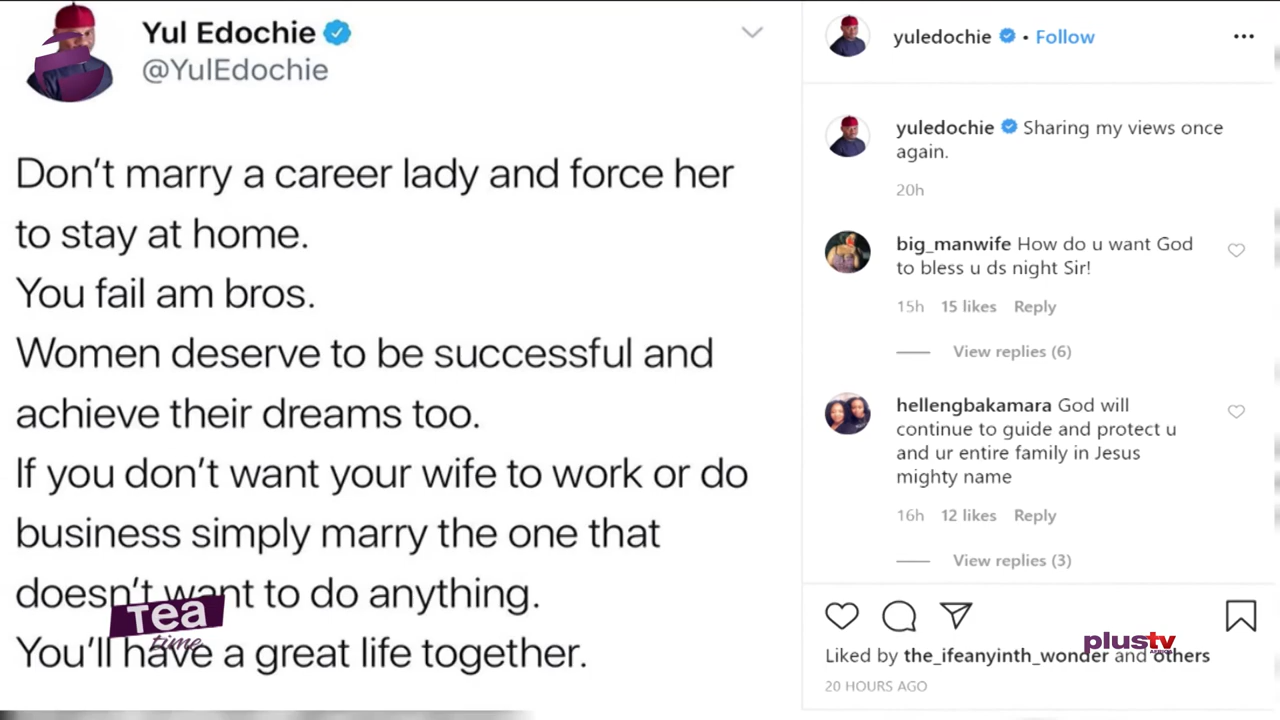 Yul Edochie
@YulEdochie
Don't marry a career lady and force her
to stay at home.
You fail am bros.
Women deserve to be successful and
achieve their dreams too.
If you don't want your wife to work or do
business simply marry the one that
doesn't want to do anything.
You'll have a great life together.
Tea
time
yuledochie • Follow
yuledochie Sharing my views once
again.
20h
big_manwife How do u want God
to bless u ds night Sir!
15h 15 likes Reply
View replies (6)
hellengbakamara God will
continue to guide and protect u
and ur entire family in Jesus
mighty name
16h 12 likes Reply
View replies (3)
plustv
AFRICA
Liked by the_ifeanyinth_wonder and others
20 HOURS AGO